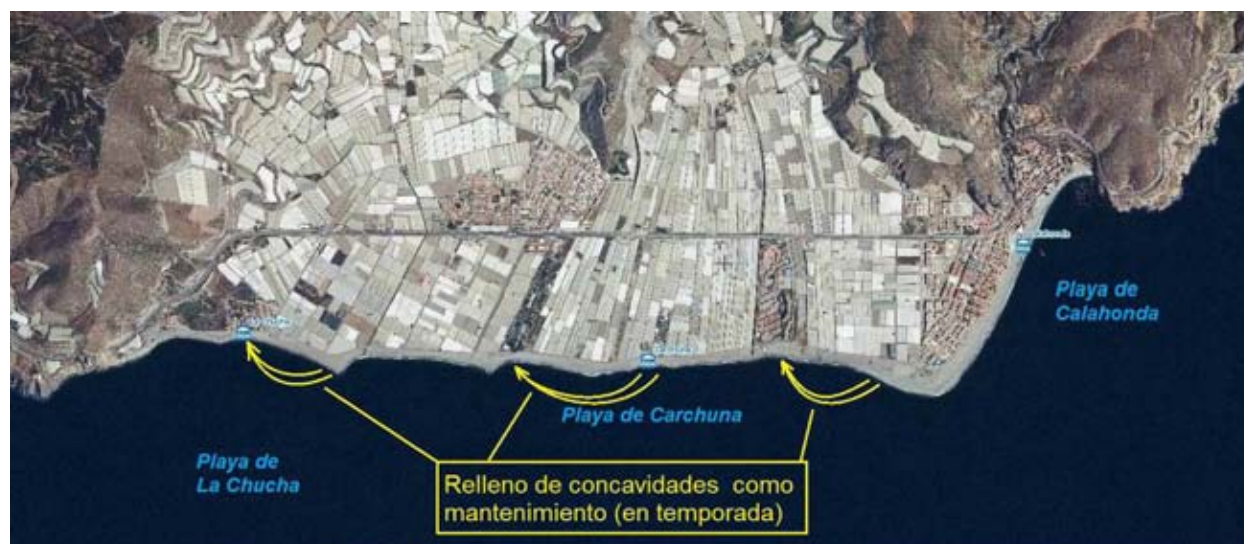 Playa de
Calahonda
Playa de Carchuna
Playa de
La Chucha
Relleno de concavidades como
mantenimiento (en temporada)